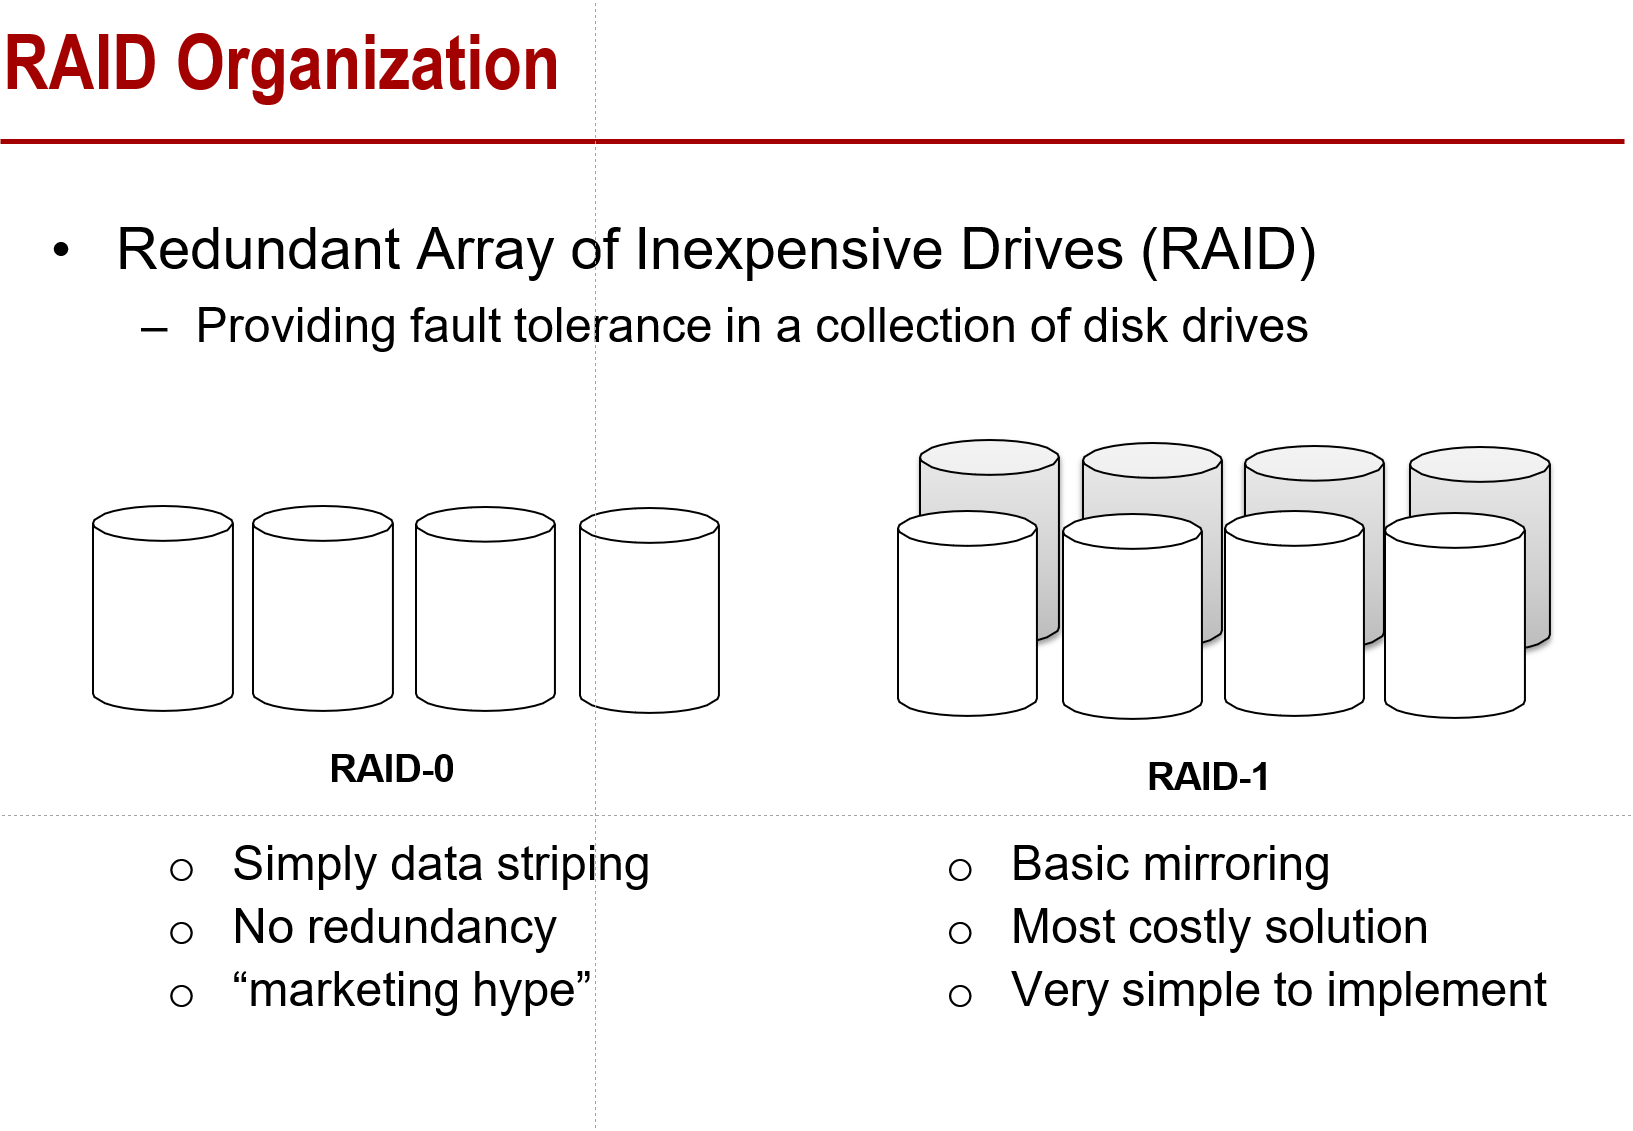 RAID Organization
• Redundant Array of Inexpensive Drives (RAID)
– Providing fault tolerance in a collection of disk drives
RAID-0
RAID-1
o Simply data striping
o No redundancy
o “marketing hype”
o Basic mirroring
o Most costly solution
o Very simple to implement